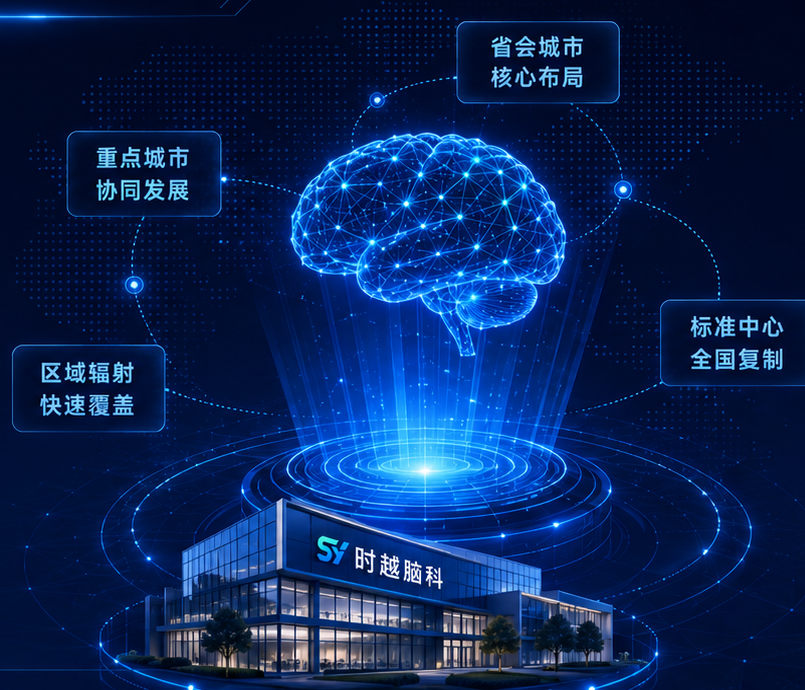 省会城市
核心布局
重点城市
协同发展
标准中心
全国复制
区域辐射
快速覆盖
SY 时越脑科